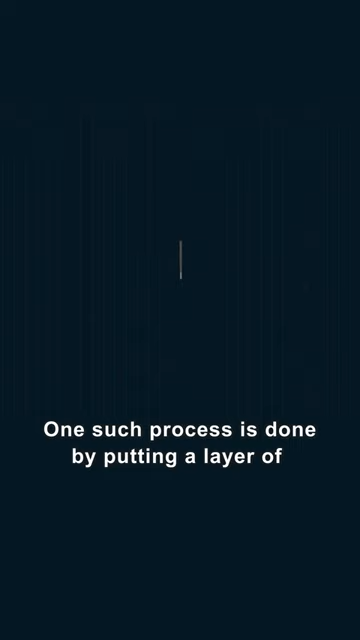 One such process is done
by putting a layer of